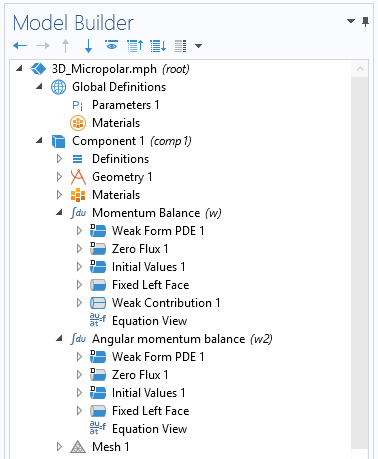 Model Builder
3D_Micropolar.mph (root)
Global Definitions
Pi Parameters 1
Materials
Component 1 (comp1)
Definitions
Geometry 1
Materials
∫du Momentum Balance (w)
D Weak Form PDE 1
D Zero Flux 1
D Initial Values 1
Fixed Left Face
Weak Contribution 1
Equation View
∫du Angular momentum balance (w2)
D Weak Form PDE 1
D Zero Flux 1
D Initial Values 1
Fixed Left Face
Equation View
Mesh 1